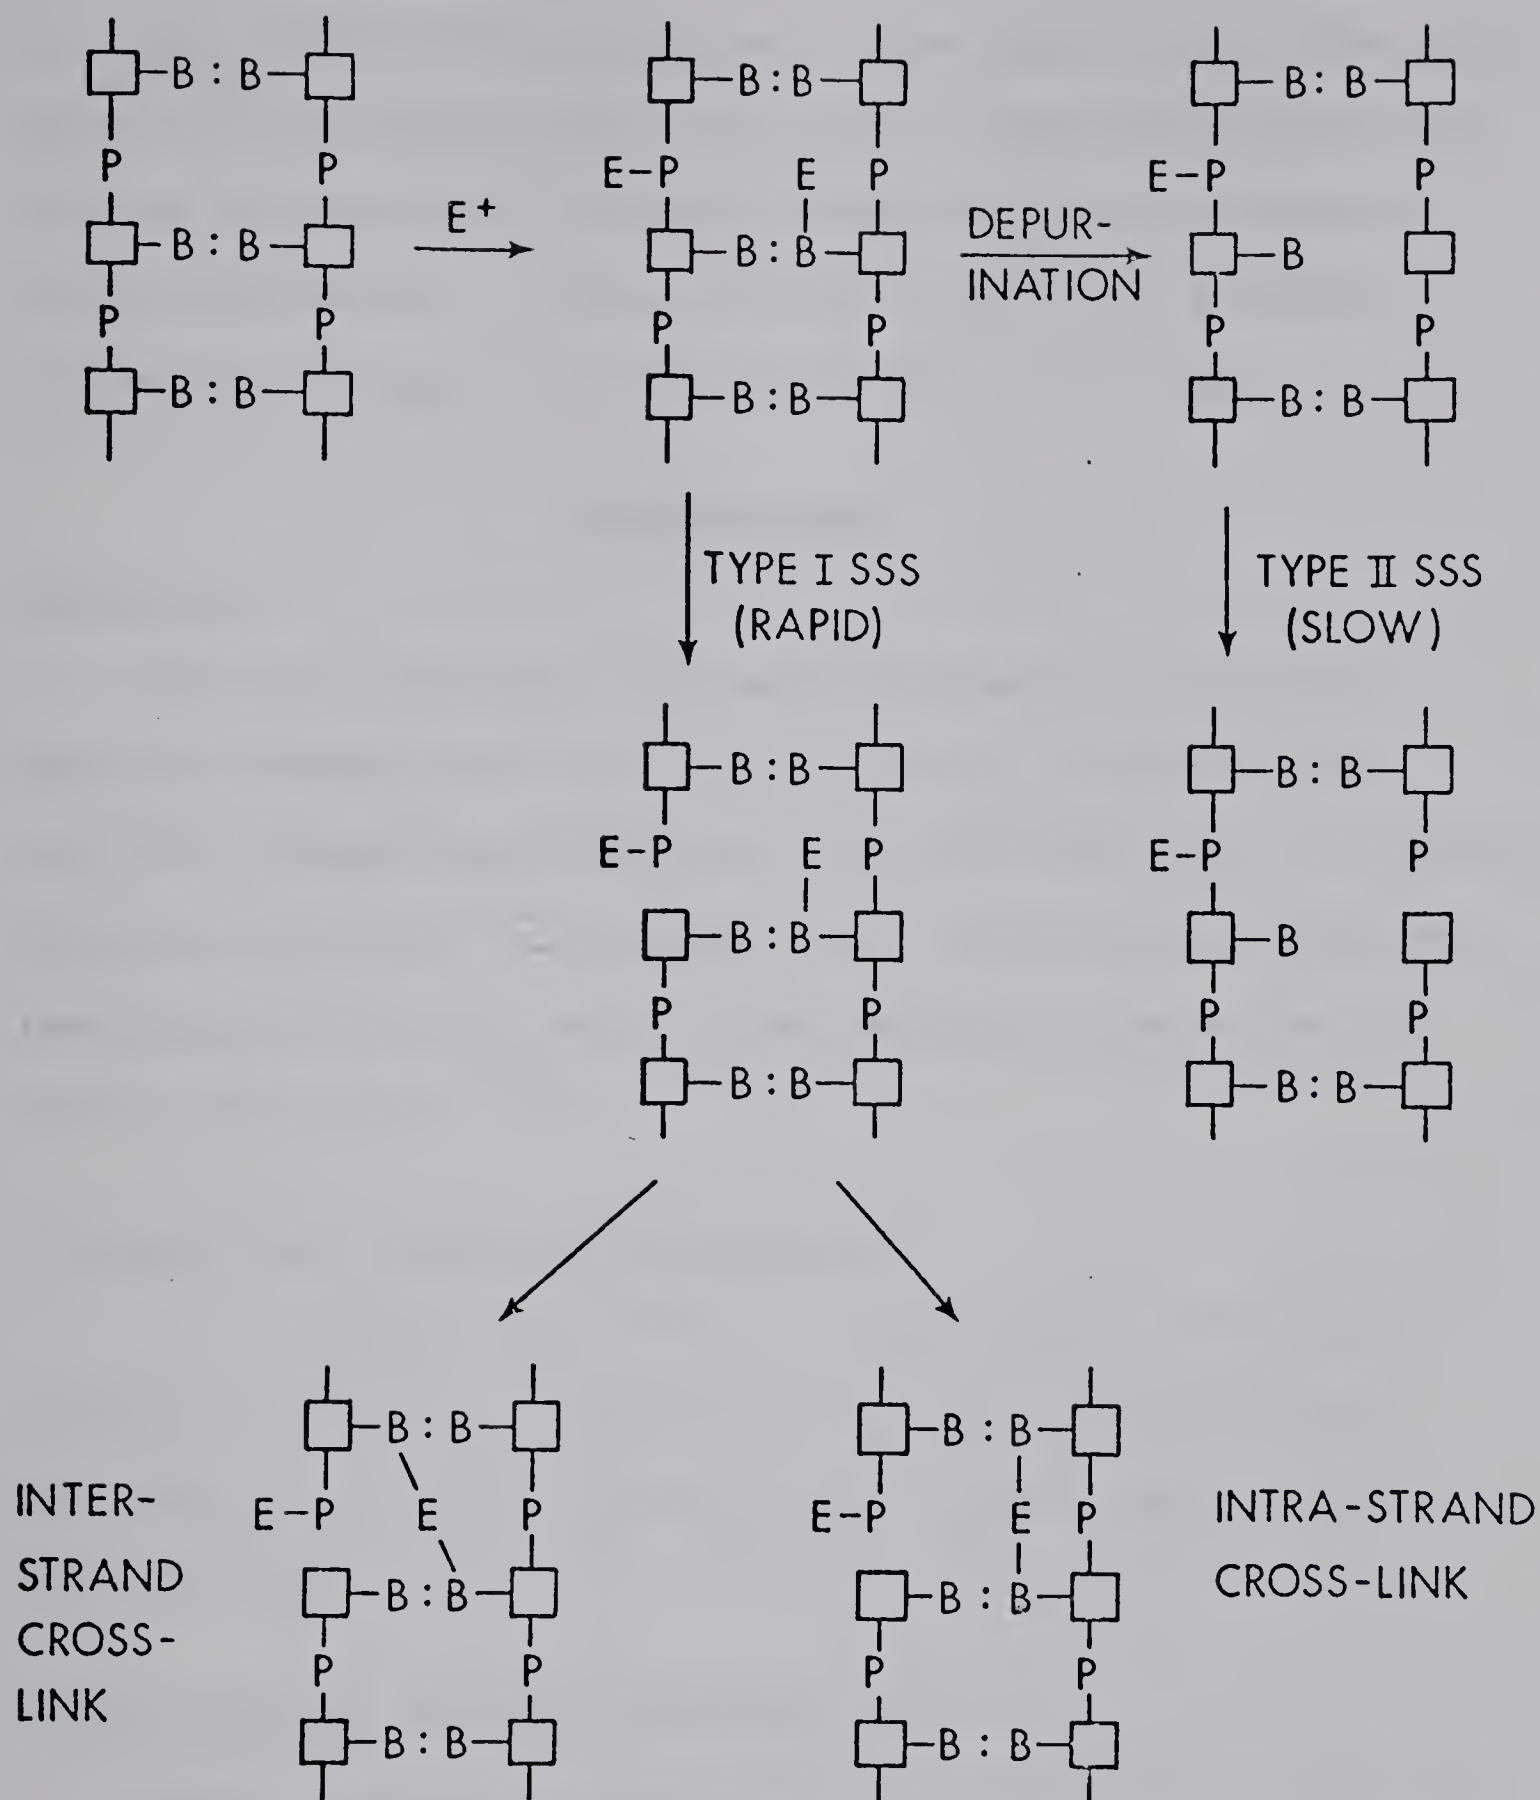 B : B
P P
E+
B : B
P P
B : B
B : B
E-P E P
B : B
P P
B : B
DEPUR-
INATION
B : B
E-P P
B
P P
B : B
TYPE I SSS
(RAPID)
TYPE II SSS
(SLOW)
B : B
E-P E P
B : B
P P
B : B
B : B
E-P P
B
P P
B : B
INTER-
STRAND
CROSS-
LINK
B : B
E-P E P
B : B
P P
B : B
B : B
E-P E P
B : B
P P
B : B
INTRA-STRAND
CROSS-LINK